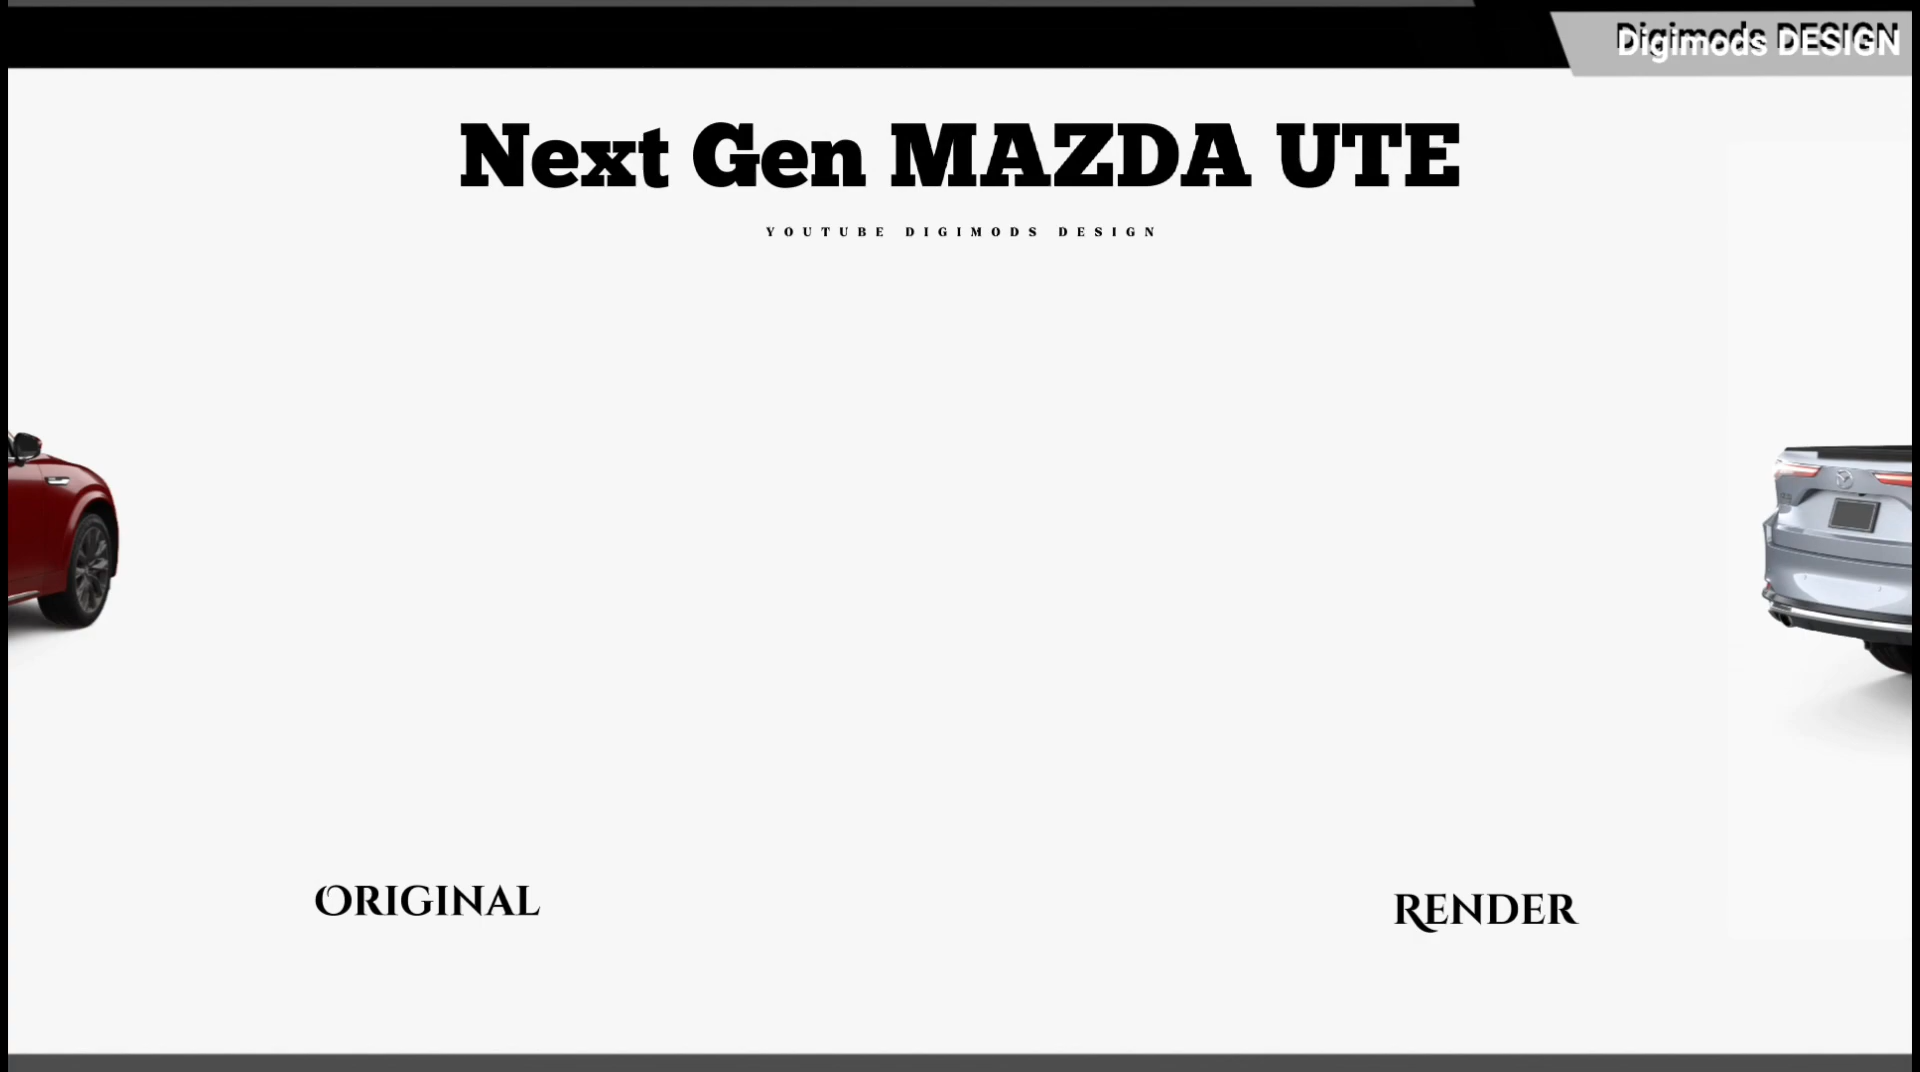 Digimods DESIGN
Next Gen MAZDA UTE
YOUTUBE DIGIMODS DESIGN
ORIGINAL
RENDER